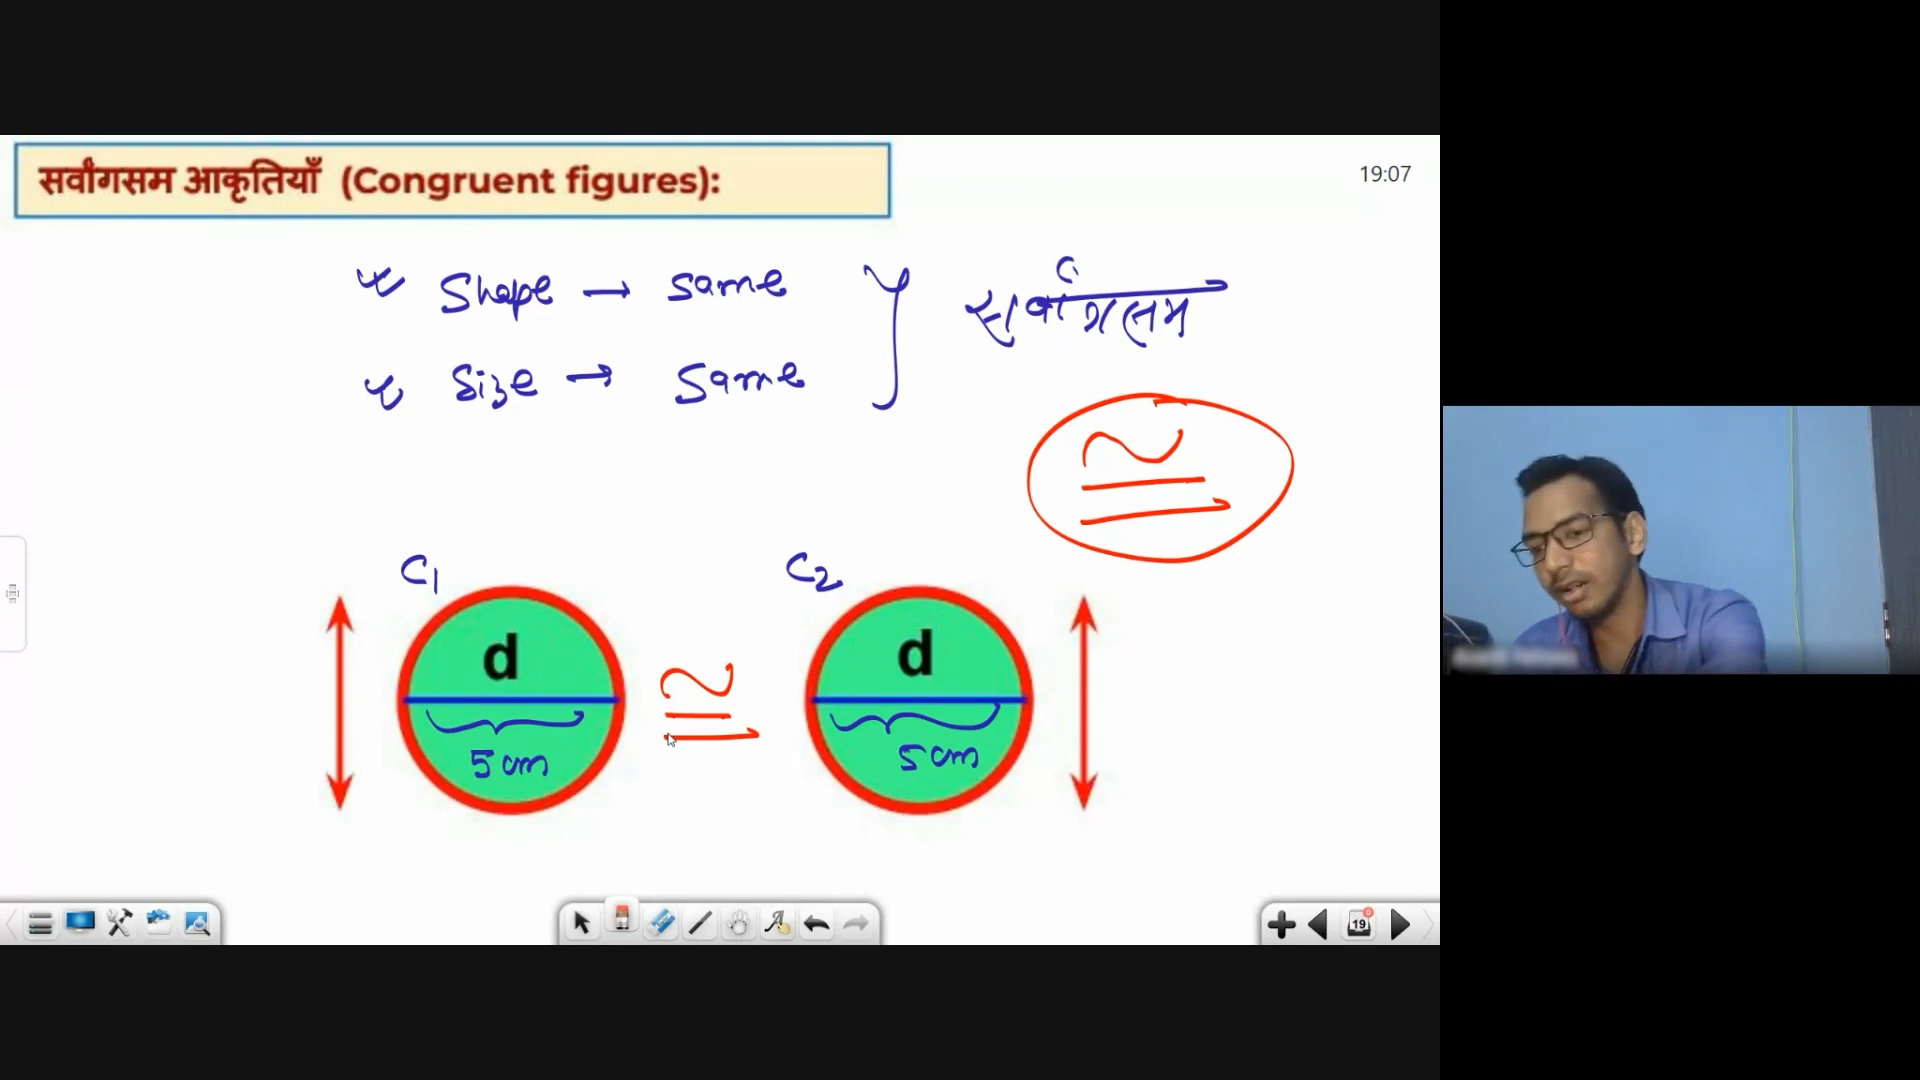 सर्वांगसम आकृतियाँ (Congruent figures):
19:07
Shape → same
Size → same
सर्वांगसम
≅
C1
C2
d
d
≅
5 cm
5 cm
19